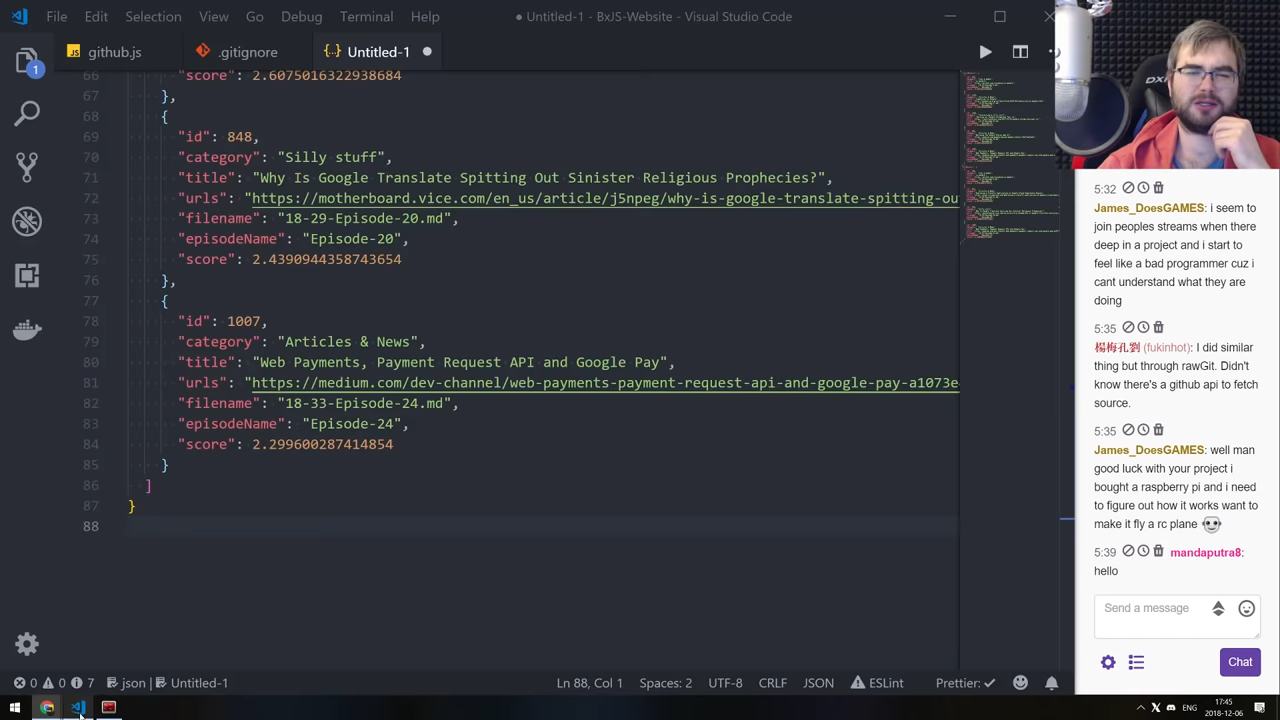 File Edit Selection View Go Debug Terminal Help
● Untitled-1 - BxJS-Website - Visual Studio Code
JS github.js
.gitignore
{..} Untitled-1 ●
1
66 "score": 2.6075016322938684
67 },
68 {
69 "id": 848,
70 "category": "Silly stuff",
71 "title": "Why Is Google Translate Spitting Out Sinister Religious Prophecies?",
72 "urls": "https://motherboard.vice.com/en_us/article/j5npeg/why-is-google-translate-spitting-ou
73 "filename": "18-29-Episode-20.md",
74 "episodeName": "Episode-20",
75 "score": 2.4390944358743654
76 },
77 {
78 "id": 1007,
79 "category": "Articles & News",
80 "title": "Web Payments, Payment Request API and Google Pay",
81 "urls": "https://medium.com/dev-channel/web-payments-payment-request-api-and-google-pay-a1073e
82 "filename": "18-33-Episode-24.md",
83 "episodeName": "Episode-24",
84 "score": 2.299600287414854
85 }
86 ]
87 }
88
0 0 7 json Untitled-1 Ln 88, Col 1 Spaces: 2 UTF-8 CRLF JSON ESLint Prettier: ✓
5:32
James_DoesGAMES: i seem to
join peoples streams when there
deep in a project and i start to
feel like a bad programmer cuz i
cant understand what they are
doing
5:35
楊梅孔劉 (fukinhot): I did similar
thing but through rawGit. Didn't
know there's a github api to fetch
source.
5:35
James_DoesGAMES: well man
good luck with your project i
bought a raspberry pi and i need
to figure out how it works want to
make it fly a rc plane
5:39 mandaputra8:
hello
Send a message
Chat
ENG
17:45
2018-12-06